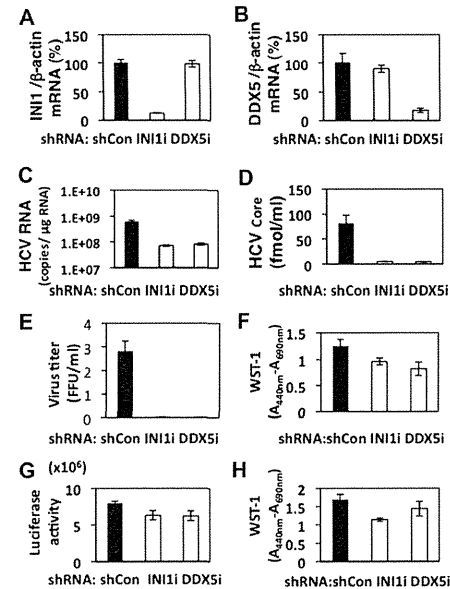 A
INI1 /β-actin
mRNA (%)
150
100
50
0
shRNA: shCon INI1i DDX5i
B
DDX5 /β-actin
mRNA (%)
150
100
50
0
shRNA: shCon INI1i DDX5i
C
HCV RNA
(copies/ μg RNA)
1.E+10
1.E+09
1.E+08
1.E+07
shRNA: shCon INI1i DDX5i
D
HCV Core
(fmol/ml)
150
100
50
0
shRNA: shCon INI1i DDX5i
E
Virus titer
(FFU/ml)
4
3
2
1
0
shRNA: shCon INI1i DDX5i
F
WST-1
(A440nm-A690nm)
1.5
1
0.5
0
shRNA:shCon INI1i DDX5i
G
(x10⁶)
Luciferase
activity
10
5
0
shRNA: shCon INI1i DDX5i
H
WST-1
(A440nm-A690nm)
2
1.5
1
0.5
0
shRNA:shCon INI1i DDX5i